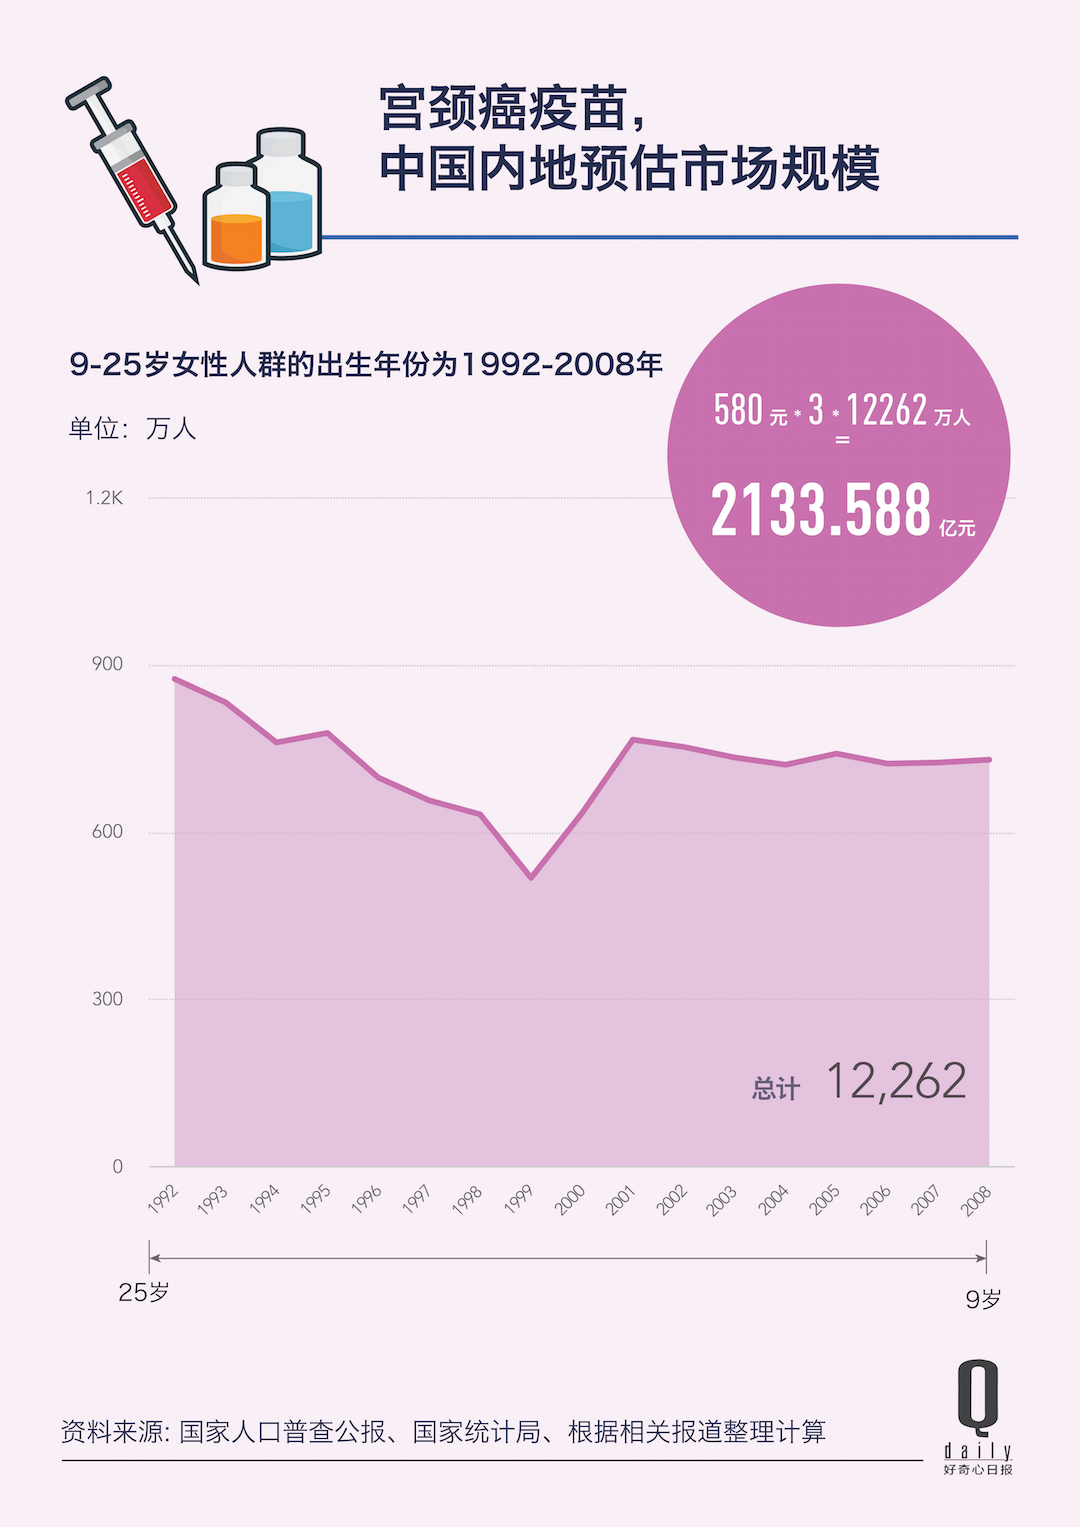 宫颈癌疫苗，
中国内地预估市场规模
9-25岁女性人群的出生年份为1992-2008年
单位：万人
580 元 * 3 * 12262 万人
=
2133.588 亿元
1.2K
900
600
300
0
总计 12,262
1992 1993 1994 1995 1996 1997 1998 1999 2000 2001 2002 2003 2004 2005 2006 2007 2008
25岁
9岁
资料来源: 国家人口普查公报、国家统计局、根据相关报道整理计算
Q
daily
好奇心日报